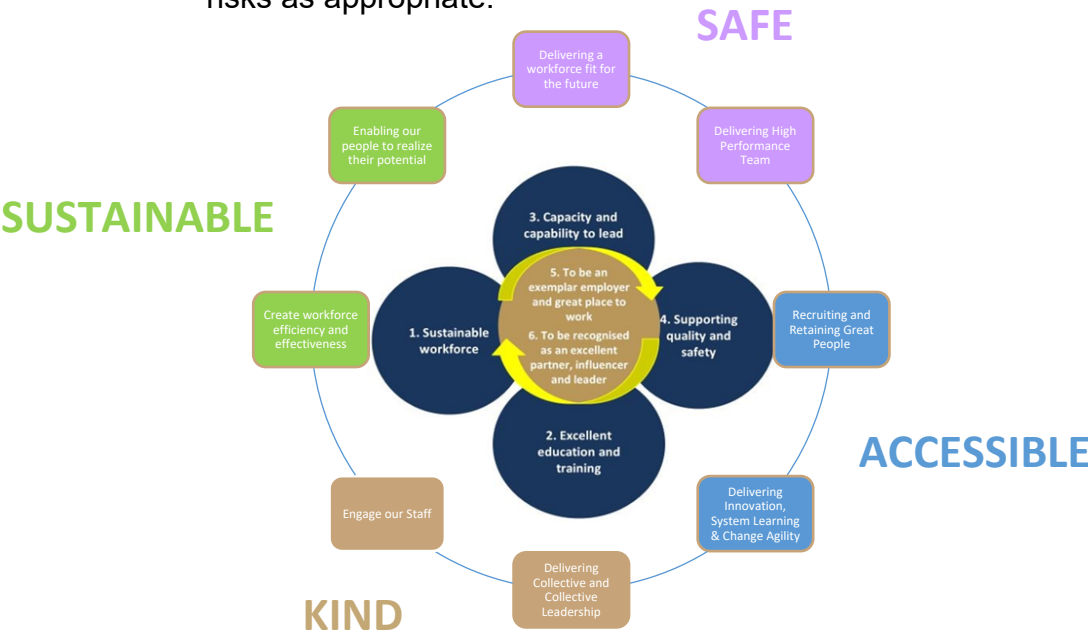 risks as appropriate.
SAFE
Delivering a
workforce fit for
the future
Enabling our
people to realize
their potential
Delivering High
Performance
Team
SUSTAINABLE
3. Capacity and
capability to lead
5. To be an
exemplar employer
and great place to
work
6. To be recognised
as an excellent
partner, influencer
and leader
Create workforce
efficiency and
effectiveness
1. Sustainable
workforce
4. Supporting
quality and
safety
Recruiting and
Retaining Great
People
2. Excellent
education and
training
ACCESSIBLE
Engage our Staff
Delivering
Innovation,
System Learning
& Change Agility
Delivering
Collective and
Collective
Leadership
KIND